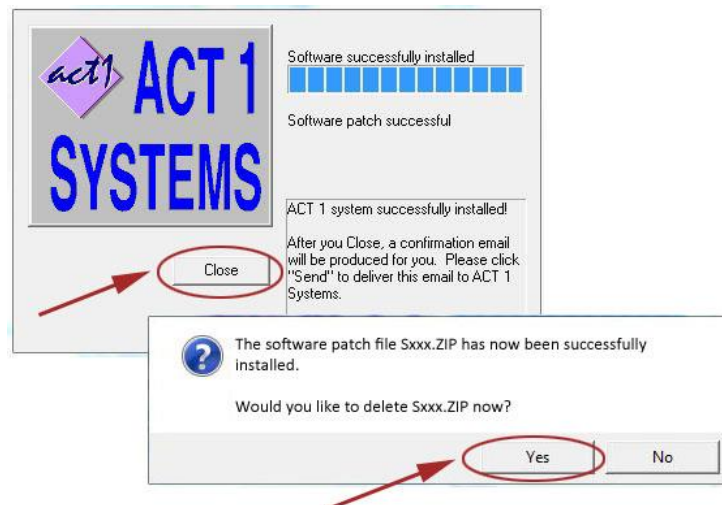 act1
ACT 1
SYSTEMS
Software successfully installed
Software patch successful
ACT 1 system successfully installed!
After you Close, a confirmation email
will be produced for you. Please click
"Send" to deliver this email to ACT 1
Systems.
Close
The software patch file Sxxx.ZIP has now been successfully
installed.
Would you like to delete Sxxx.ZIP now?
Yes
No